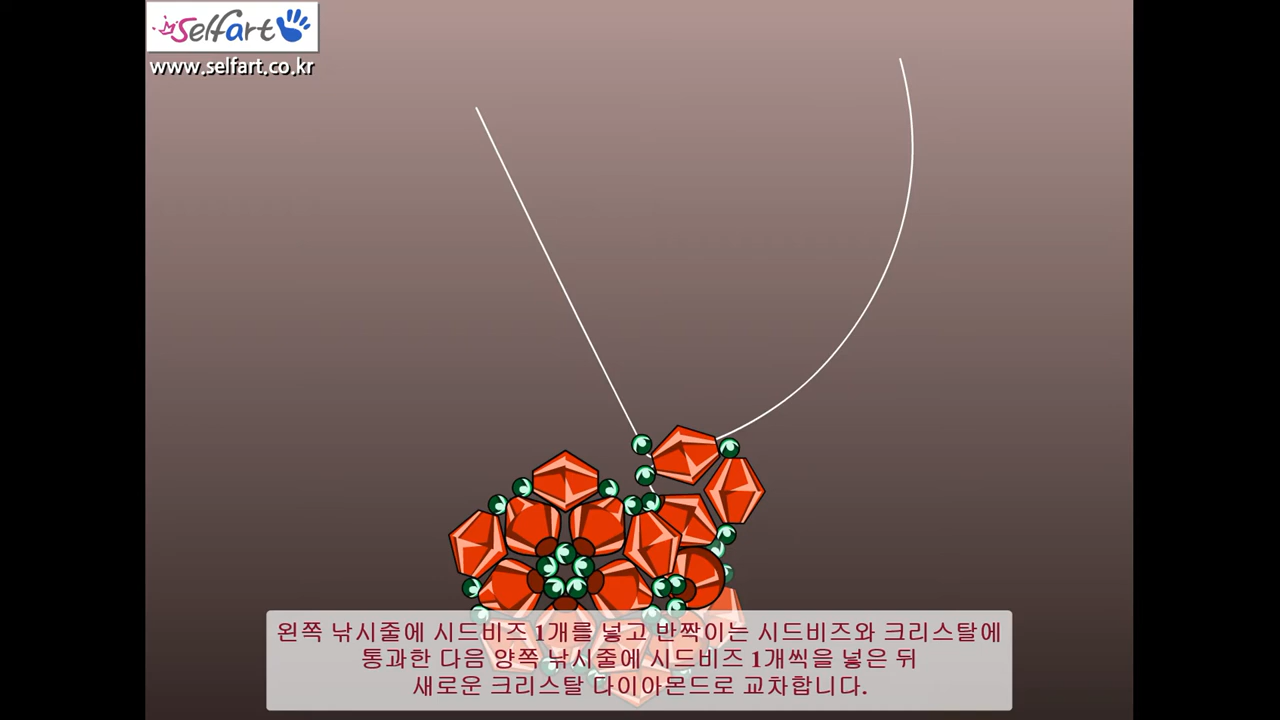 Selfart
www.selfart.co.kr
왼쪽 낚시줄에 시드비즈 1개를 넣고 반짝이는 시드비즈와 크리스탈에
통과한 다음 양쪽 낚시줄에 시드비즈 1개씩을 넣은 뒤
새로운 크리스탈 다이아몬드로 교차합니다.